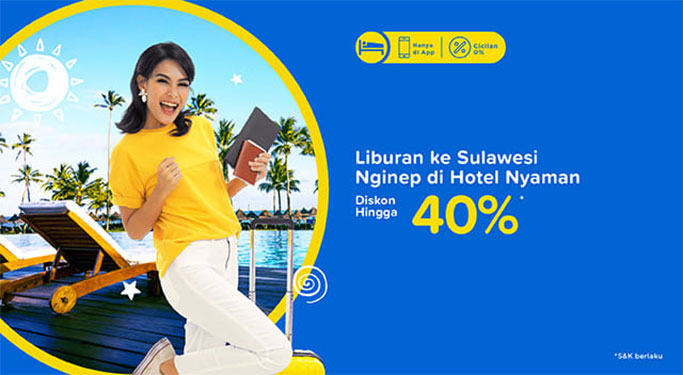 Hanya
di App
Cicilan
0%
Liburan ke Sulawesi
Nginep di Hotel Nyaman
Diskon
Hingga
40%*
*S&K berlaku